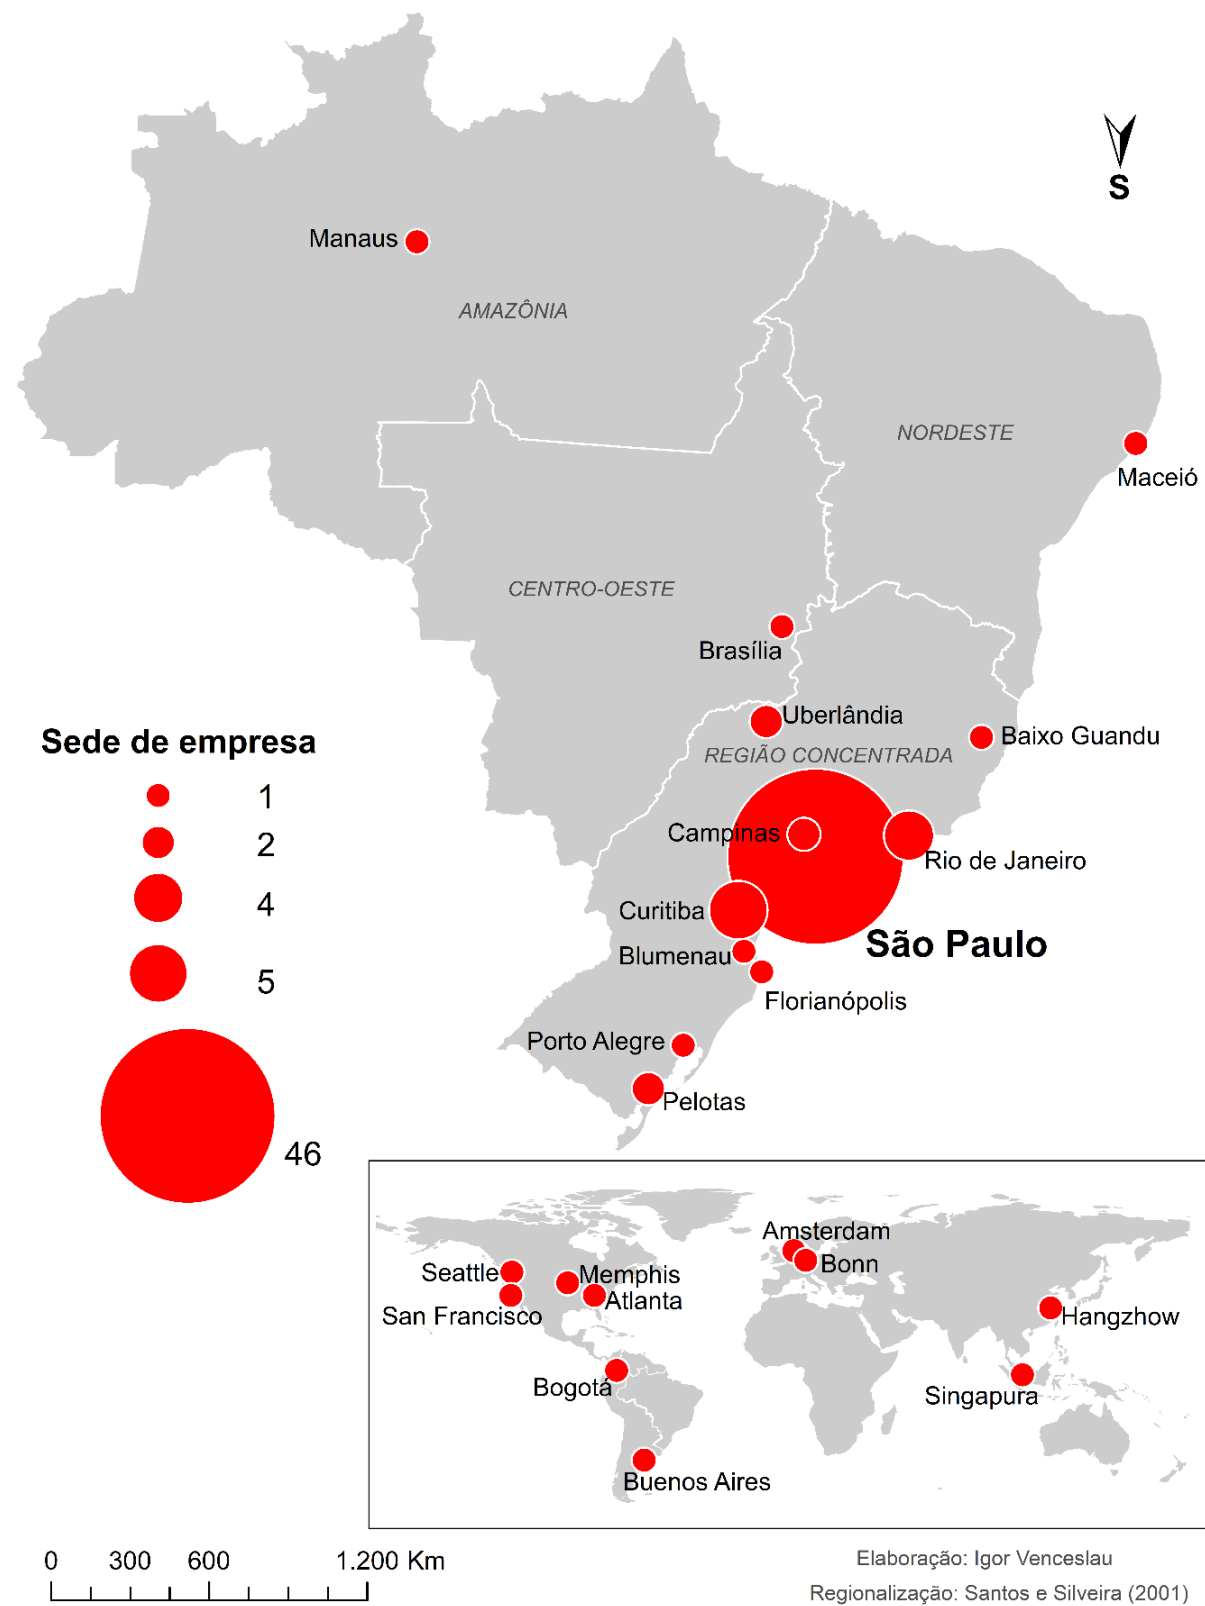 S
Manaus
AMAZÔNIA
NORDESTE
Maceió
CENTRO-OESTE
Brasília
Uberlândia
Baixo Guandu
REGIÃO CONCENTRADA
Campinas
Rio de Janeiro
Curitiba
São Paulo
Blumenau
Florianópolis
Porto Alegre
Pelotas
Sede de empresa
1
2
4
5
46
Amsterdam
Bonn
Seattle
Memphis
San Francisco
Atlanta
Hangzhow
Bogotá
Singapura
Buenos Aires
0 300 600 1.200 Km
Elaboração: Igor Venceslau
Regionalização: Santos e Silveira (2001)